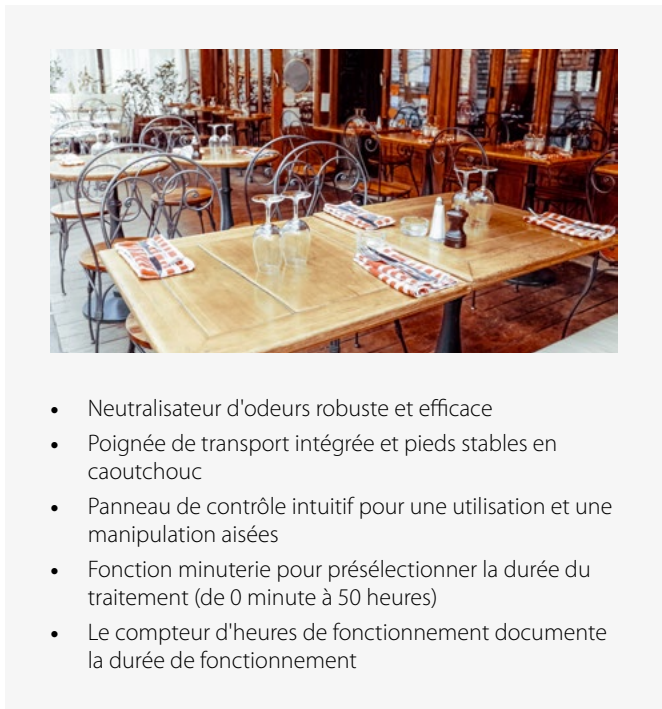 • Neutralisateur d'odeurs robuste et efficace
• Poignée de transport intégrée et pieds stables en
caoutchouc
• Panneau de contrôle intuitif pour une utilisation et une
manipulation aisées
• Fonction minuterie pour présélectionner la durée du
traitement (de 0 minute à 50 heures)
• Le compteur d'heures de fonctionnement documente
la durée de fonctionnement